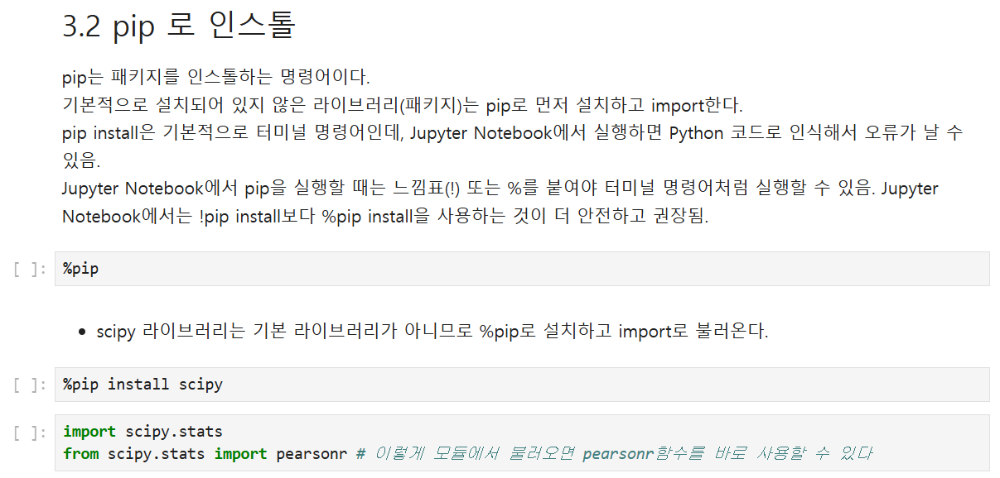 3.2 pip 로 인스톨
pip는 패키지를 인스톨하는 명령어이다.
기본적으로 설치되어 있지 않은 라이브러리(패키지)는 pip로 먼저 설치하고 import한다.
pip install은 기본적으로 터미널 명령어인데, Jupyter Notebook에서 실행하면 Python 코드로 인식해서 오류가 날 수
있음.
Jupyter Notebook에서 pip을 실행할 때는 느낌표(!) 또는 %를 붙여야 터미널 명령어처럼 실행할 수 있음. Jupyter
Notebook에서는 !pip install보다 %pip install을 사용하는 것이 더 안전하고 권장됨.
[ ]: %pip
• scipy 라이브러리는 기본 라이브러리가 아니므로 %pip로 설치하고 import로 불러온다.
[ ]: %pip install scipy
[ ]: import scipy.stats
from scipy.stats import pearsonr # 이렇게 모듈에서 불러오면 pearsonr함수를 바로 사용할 수 있다